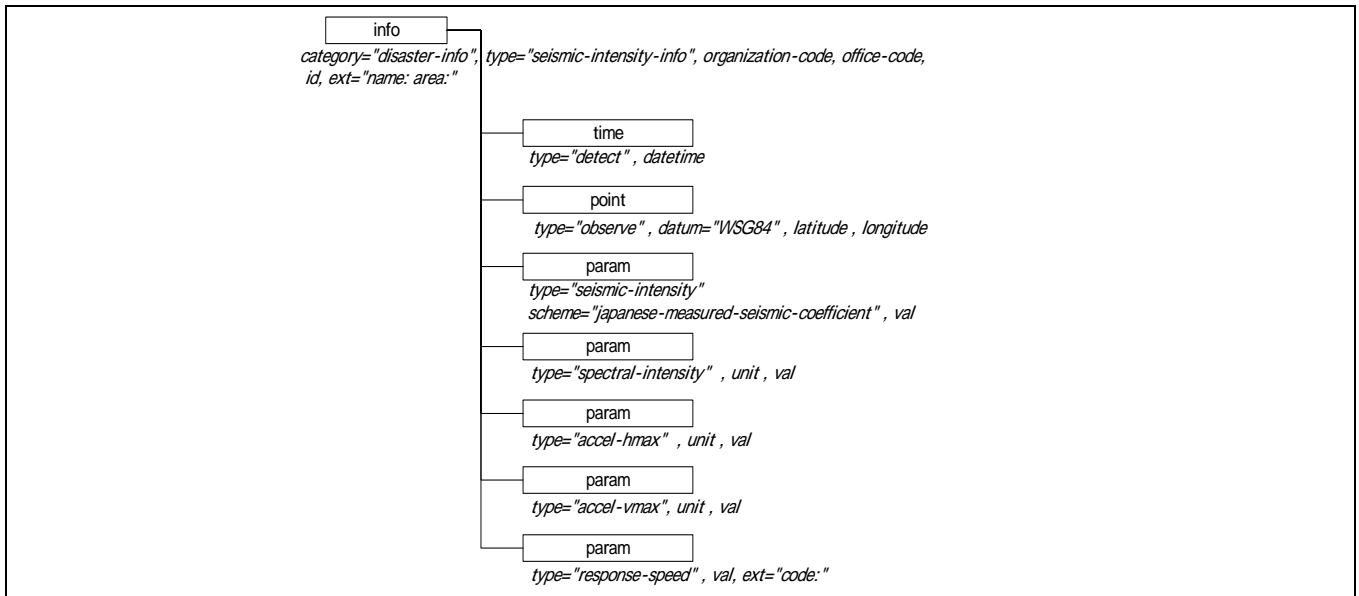 info
category="disaster-info", type="seismic-intensity-info", organization-code, office-code,
id, ext="name: area:"
time
type="detect" , datetime
point
type="observe" , datum="WSG84" , latitude , longitude
param
type="seismic-intensity"
scheme="japanese-measured-seismic-coefficient" , val
param
type="spectral-intensity" , unit , val
param
type="accel-hmax" , unit , val
param
type="accel-vmax", unit , val
param
type="response-speed" , val, ext="code:"